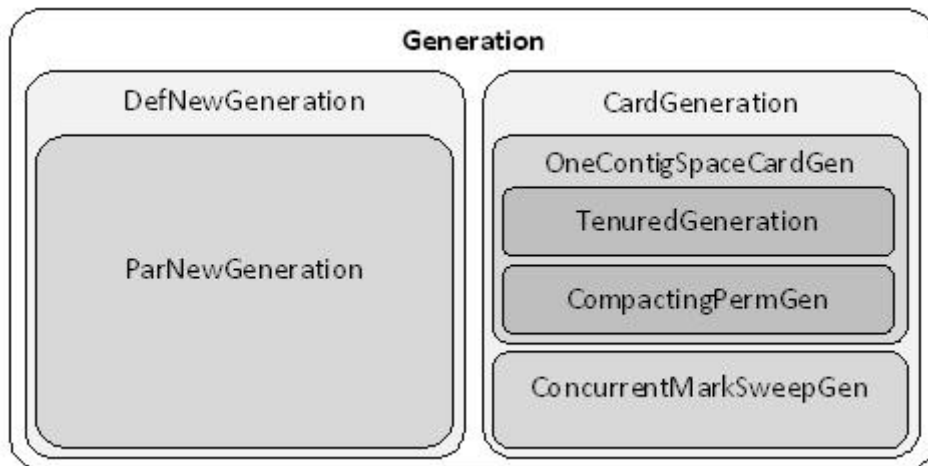 Generation
DefNewGeneration
ParNewGeneration
CardGeneration
OneContigSpaceCardGen
TenuredGeneration
CompactingPermGen
ConcurrentMarkSweepGen